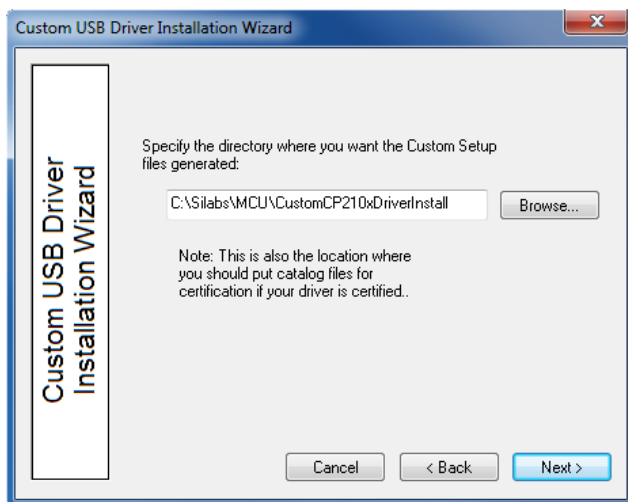 Custom USB Driver Installation Wizard
Custom USB Driver
Installation Wizard
Specify the directory where you want the Custom Setup
files generated:
C:\Silabs\MCU\CustomCP210xDriverInstall
Browse...
Note: This is also the location where
you should put catalog files for
certification if your driver is certified..
Cancel
< Back
Next >